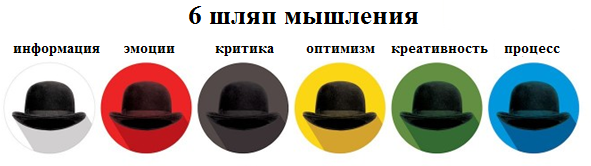 6 шляп мышления
информация эмоции критика оптимизм креативность процесс